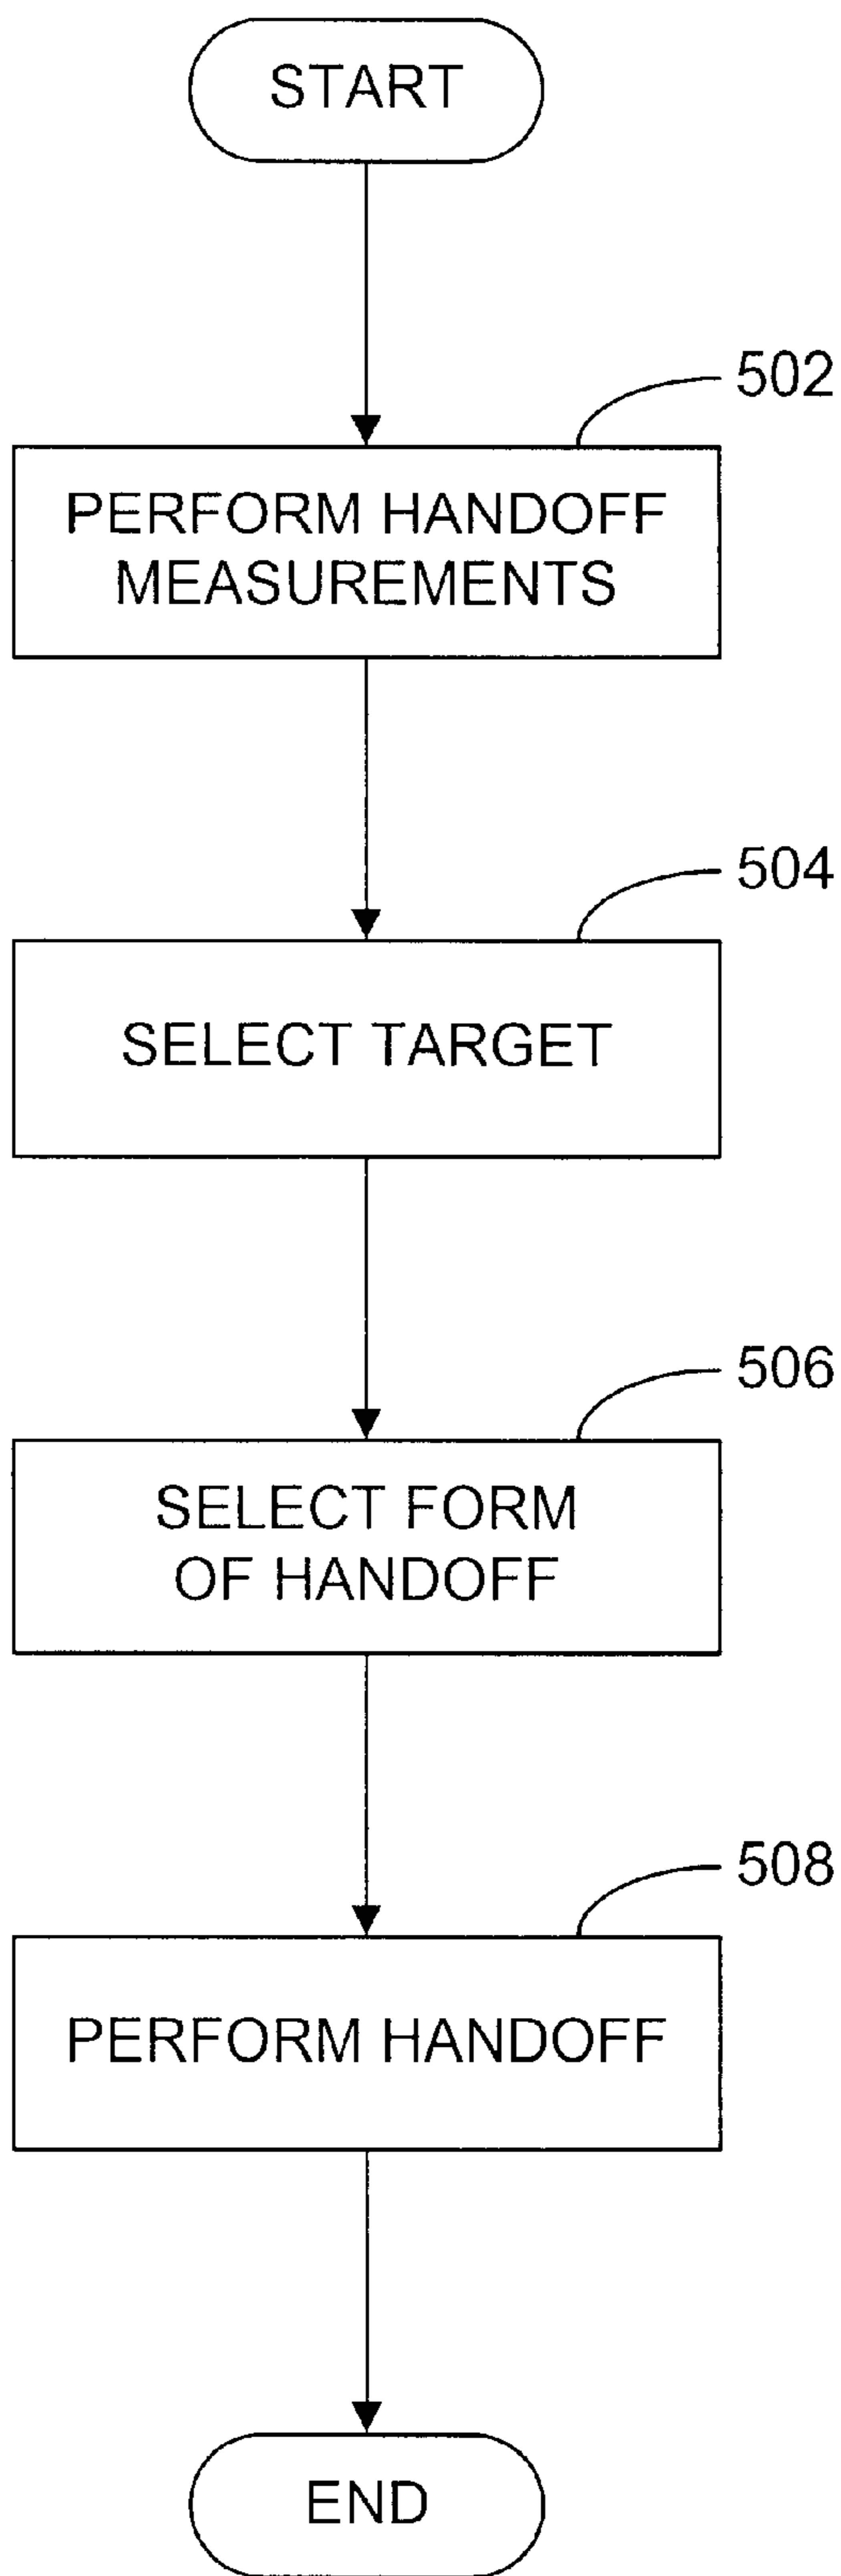 START
502
PERFORM HANDOFF
MEASUREMENTS
504
SELECT TARGET
506
SELECT FORM
OF HANDOFF
508
PERFORM HANDOFF
END